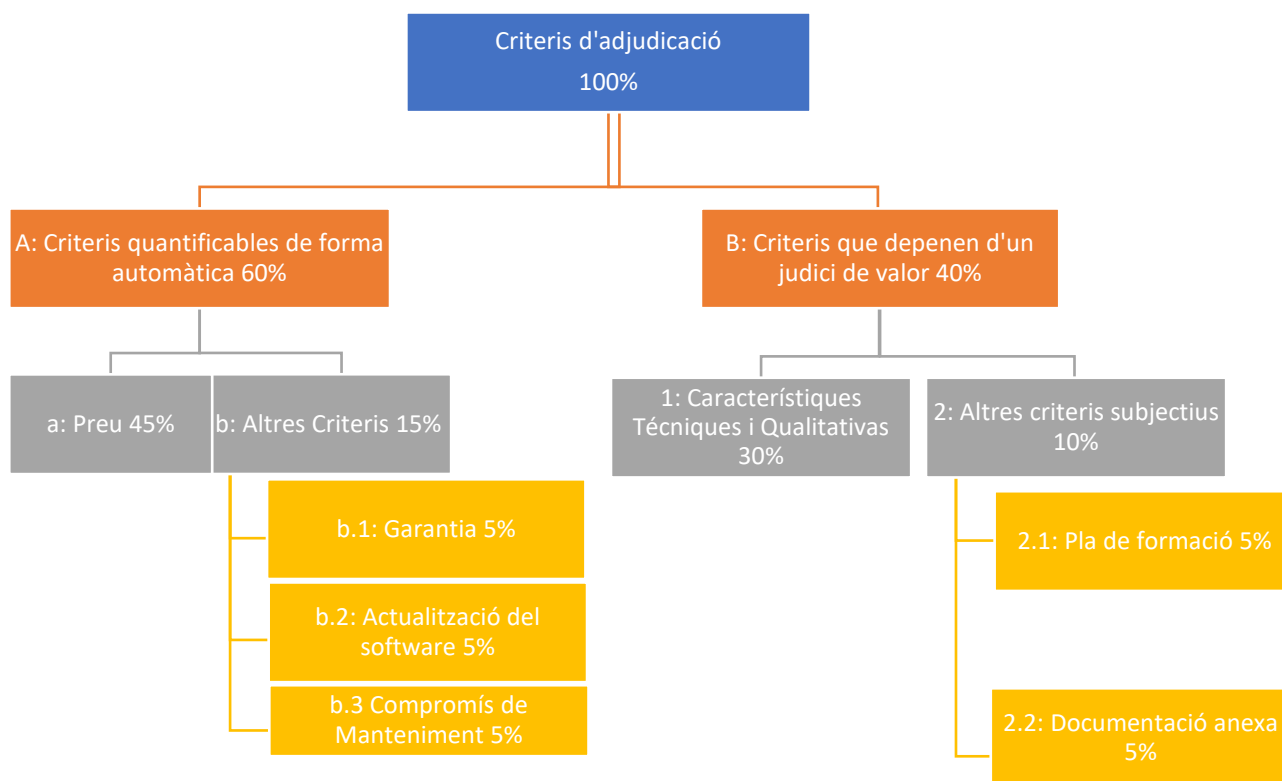 Criteris d'adjudicació
100%
A: Criteris quantificables de forma
automàtica 60%
B: Criteris que depenen d'un
judici de valor 40%
a: Preu 45%
b: Altres Criteris 15%
1: Característiques
Técniques i Qualitativas
30%
2: Altres criteris subjectius
10%
b.1: Garantia 5%
b.2: Actualització del
software 5%
b.3 Compromís de
Manteniment 5%
2.1: Pla de formació 5%
2.2: Documentació anexa
5%